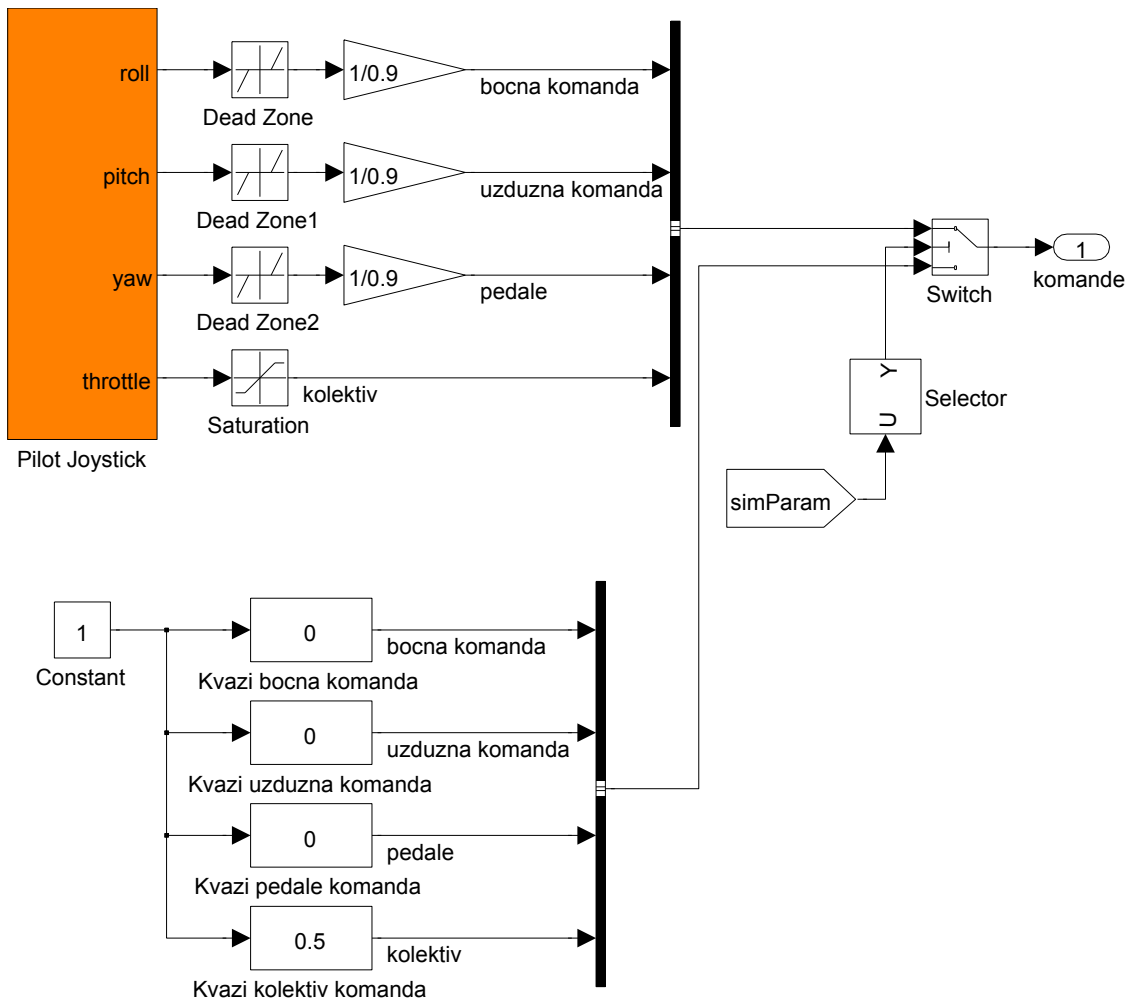 roll
1/0.9
bocna komanda
Dead Zone
pitch
1/0.9
uzduzna komanda
Dead Zone1
yaw
1/0.9
pedale
Dead Zone2
throttle
kolektiv
Saturation
Pilot Joystick
Switch
1
komande
Y
U
Selector
simParam
1
Constant
0
bocna komanda
Kvazi bocna komanda
0
uzduzna komanda
Kvazi uzduzna komanda
0
pedale
Kvazi pedale komanda
0.5
kolektiv
Kvazi kolektiv komanda